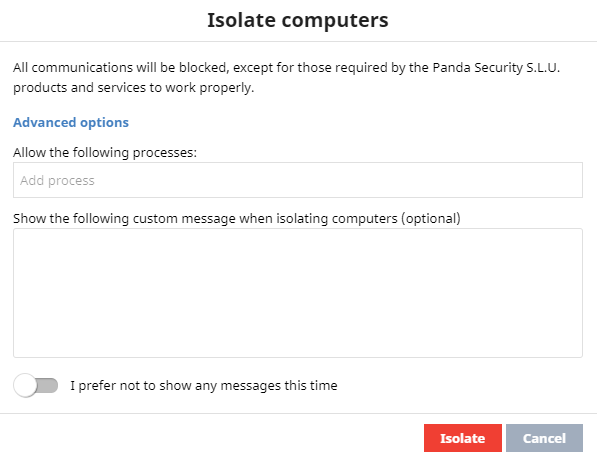 Isolate computers
All communications will be blocked, except for those required by the Panda Security S.L.U.
products and services to work properly.
Advanced options
Allow the following processes:
Add process
Show the following custom message when isolating computers (optional)
I prefer not to show any messages this time
Isolate
Cancel